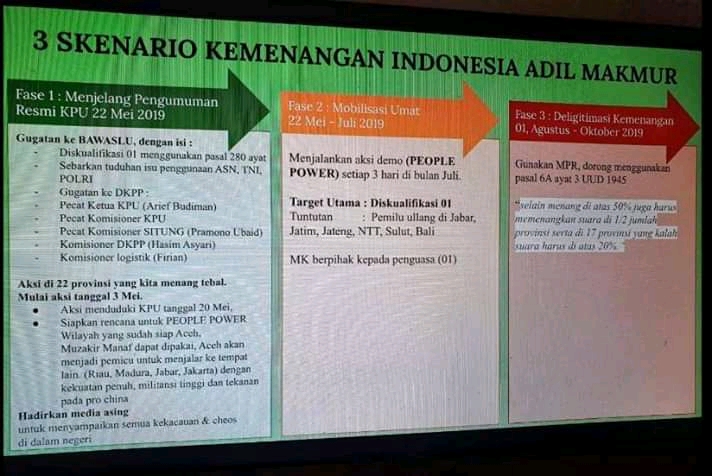 3 SKENARIO KEMENANGAN INDONESIA ADIL MAKMUR
Fase 1 : Menjelang Pengumuman
Resmi KPU 22 Mei 2019
Gugatan ke BAWASLU, dengan isi :
- Diskualifikasi 01 menggunakan pasal 280 ayat
- Sebarkan tuduhan isu penggunaan ASN, TNI,
POLRI
- Gugatan ke DKPP :
- Pecat Ketua KPU (Arief Budiman)
- Pecat Komisioner KPU
- Pecat Komisioner SITUNG (Pramono Ubaid)
- Komisioner DKPP (Hasim Asyari)
- Komisioner logistik (Firian)
Aksi di 22 provinsi yang kita menang tebal.
Mulai aksi tanggal 3 Mei.
● Aksi menduduki KPU tanggal 20 Mei,
● Siapkan rencana untuk PEOPLE POWER
Wilayah yang sudah siap Aceh,
Muzakir Manaf dapat dipakai, Aceh akan
menjadi pemicu untuk menjalar ke tempat
lain. (Riau, Madura, Jabar, Jakarta) dengan
kekuatan penuh, militansi tinggi dan tekanan
pada pro china
Hadirkan media asing
untuk menyampaikan semua kekacauan & cheos
di dalam negeri
Fase 2 : Mobilisasi Umat
22 Mei - Juli 2019
Menjalankan aksi demo (PEOPLE
POWER) setiap 3 hari di bulan Juli.
Target Utama : Diskualifikasi 01
Tuntutan : Pemilu ullang di Jabar,
Jatim, Jateng, NTT, Sulut, Bali
MK berpihak kepada penguasa (01)
Fase 3 : Deligitimasi Kemenangan
01, Agustus - Oktober 2019
Gunakan MPR, dorong menggunakan
pasal 6A ayat 3 UUD 1945
“selain menang di atas 50% juga harus
memenangkan suara di 1/2 jumlah
provinsi serta di 17 provinsi yang kalah
suara harus di atas 20%.”